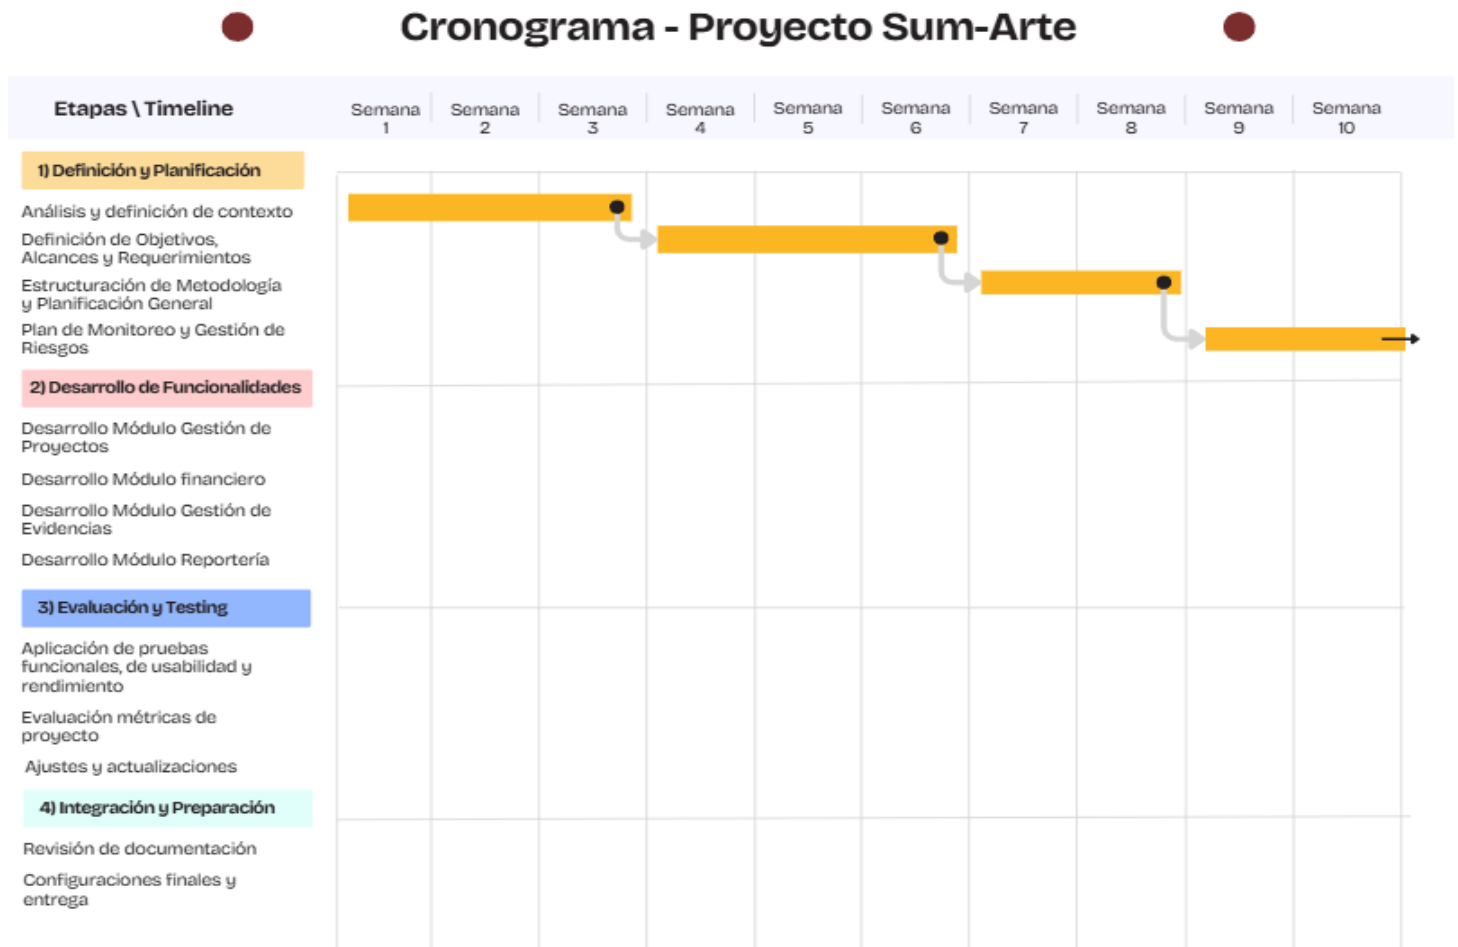 Cronograma - Proyecto Sum-Arte
Etapas \ Timeline
Semana
1
Semana
2
Semana
3
Semana
4
Semana
5
Semana
6
Semana
7
Semana
8
Semana
9
Semana
10
1) Definición y Planificación
Análisis y definición de contexto
Definición de Objetivos,
Alcances y Requerimientos
Estructuración de Metodología
y Planificación General
Plan de Monitoreo y Gestión de
Riesgos
2) Desarrollo de Funcionalidades
Desarrollo Módulo Gestión de
Proyectos
Desarrollo Módulo financiero
Desarrollo Módulo Gestión de
Evidencias
Desarrollo Módulo Reportería
3) Evaluación y Testing
Aplicación de pruebas
funcionales, de usabilidad y
rendimiento
Evaluación métricas de
proyecto
Ajustes y actualizaciones
4) Integración y Preparación
Revisión de documentación
Configuraciones finales y
entrega